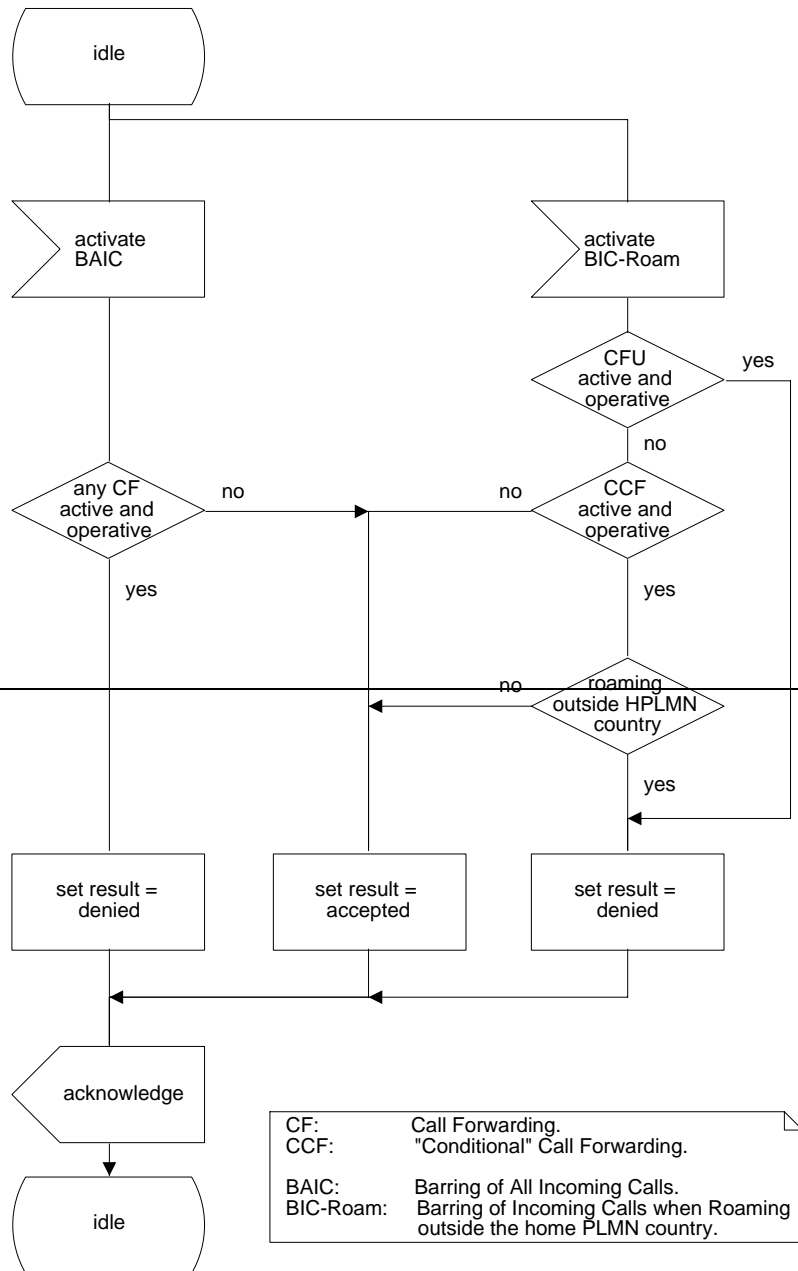 idle
activate
BAIC
activate
BIC-Roam
CFU
active and
operative
yes
no
any CF
active and
operative
no
no
CCF
active and
operative
yes
yes
no
roaming
outside HPLMN
country
yes
set result =
denied
set result =
accepted
set result =
denied
acknowledge
CF: Call Forwarding.
CCF: "Conditional" Call Forwarding.
BAIC: Barring of All Incoming Calls.
BIC-Roam: Barring of Incoming Calls when Roaming
outside the home PLMN country.
idle